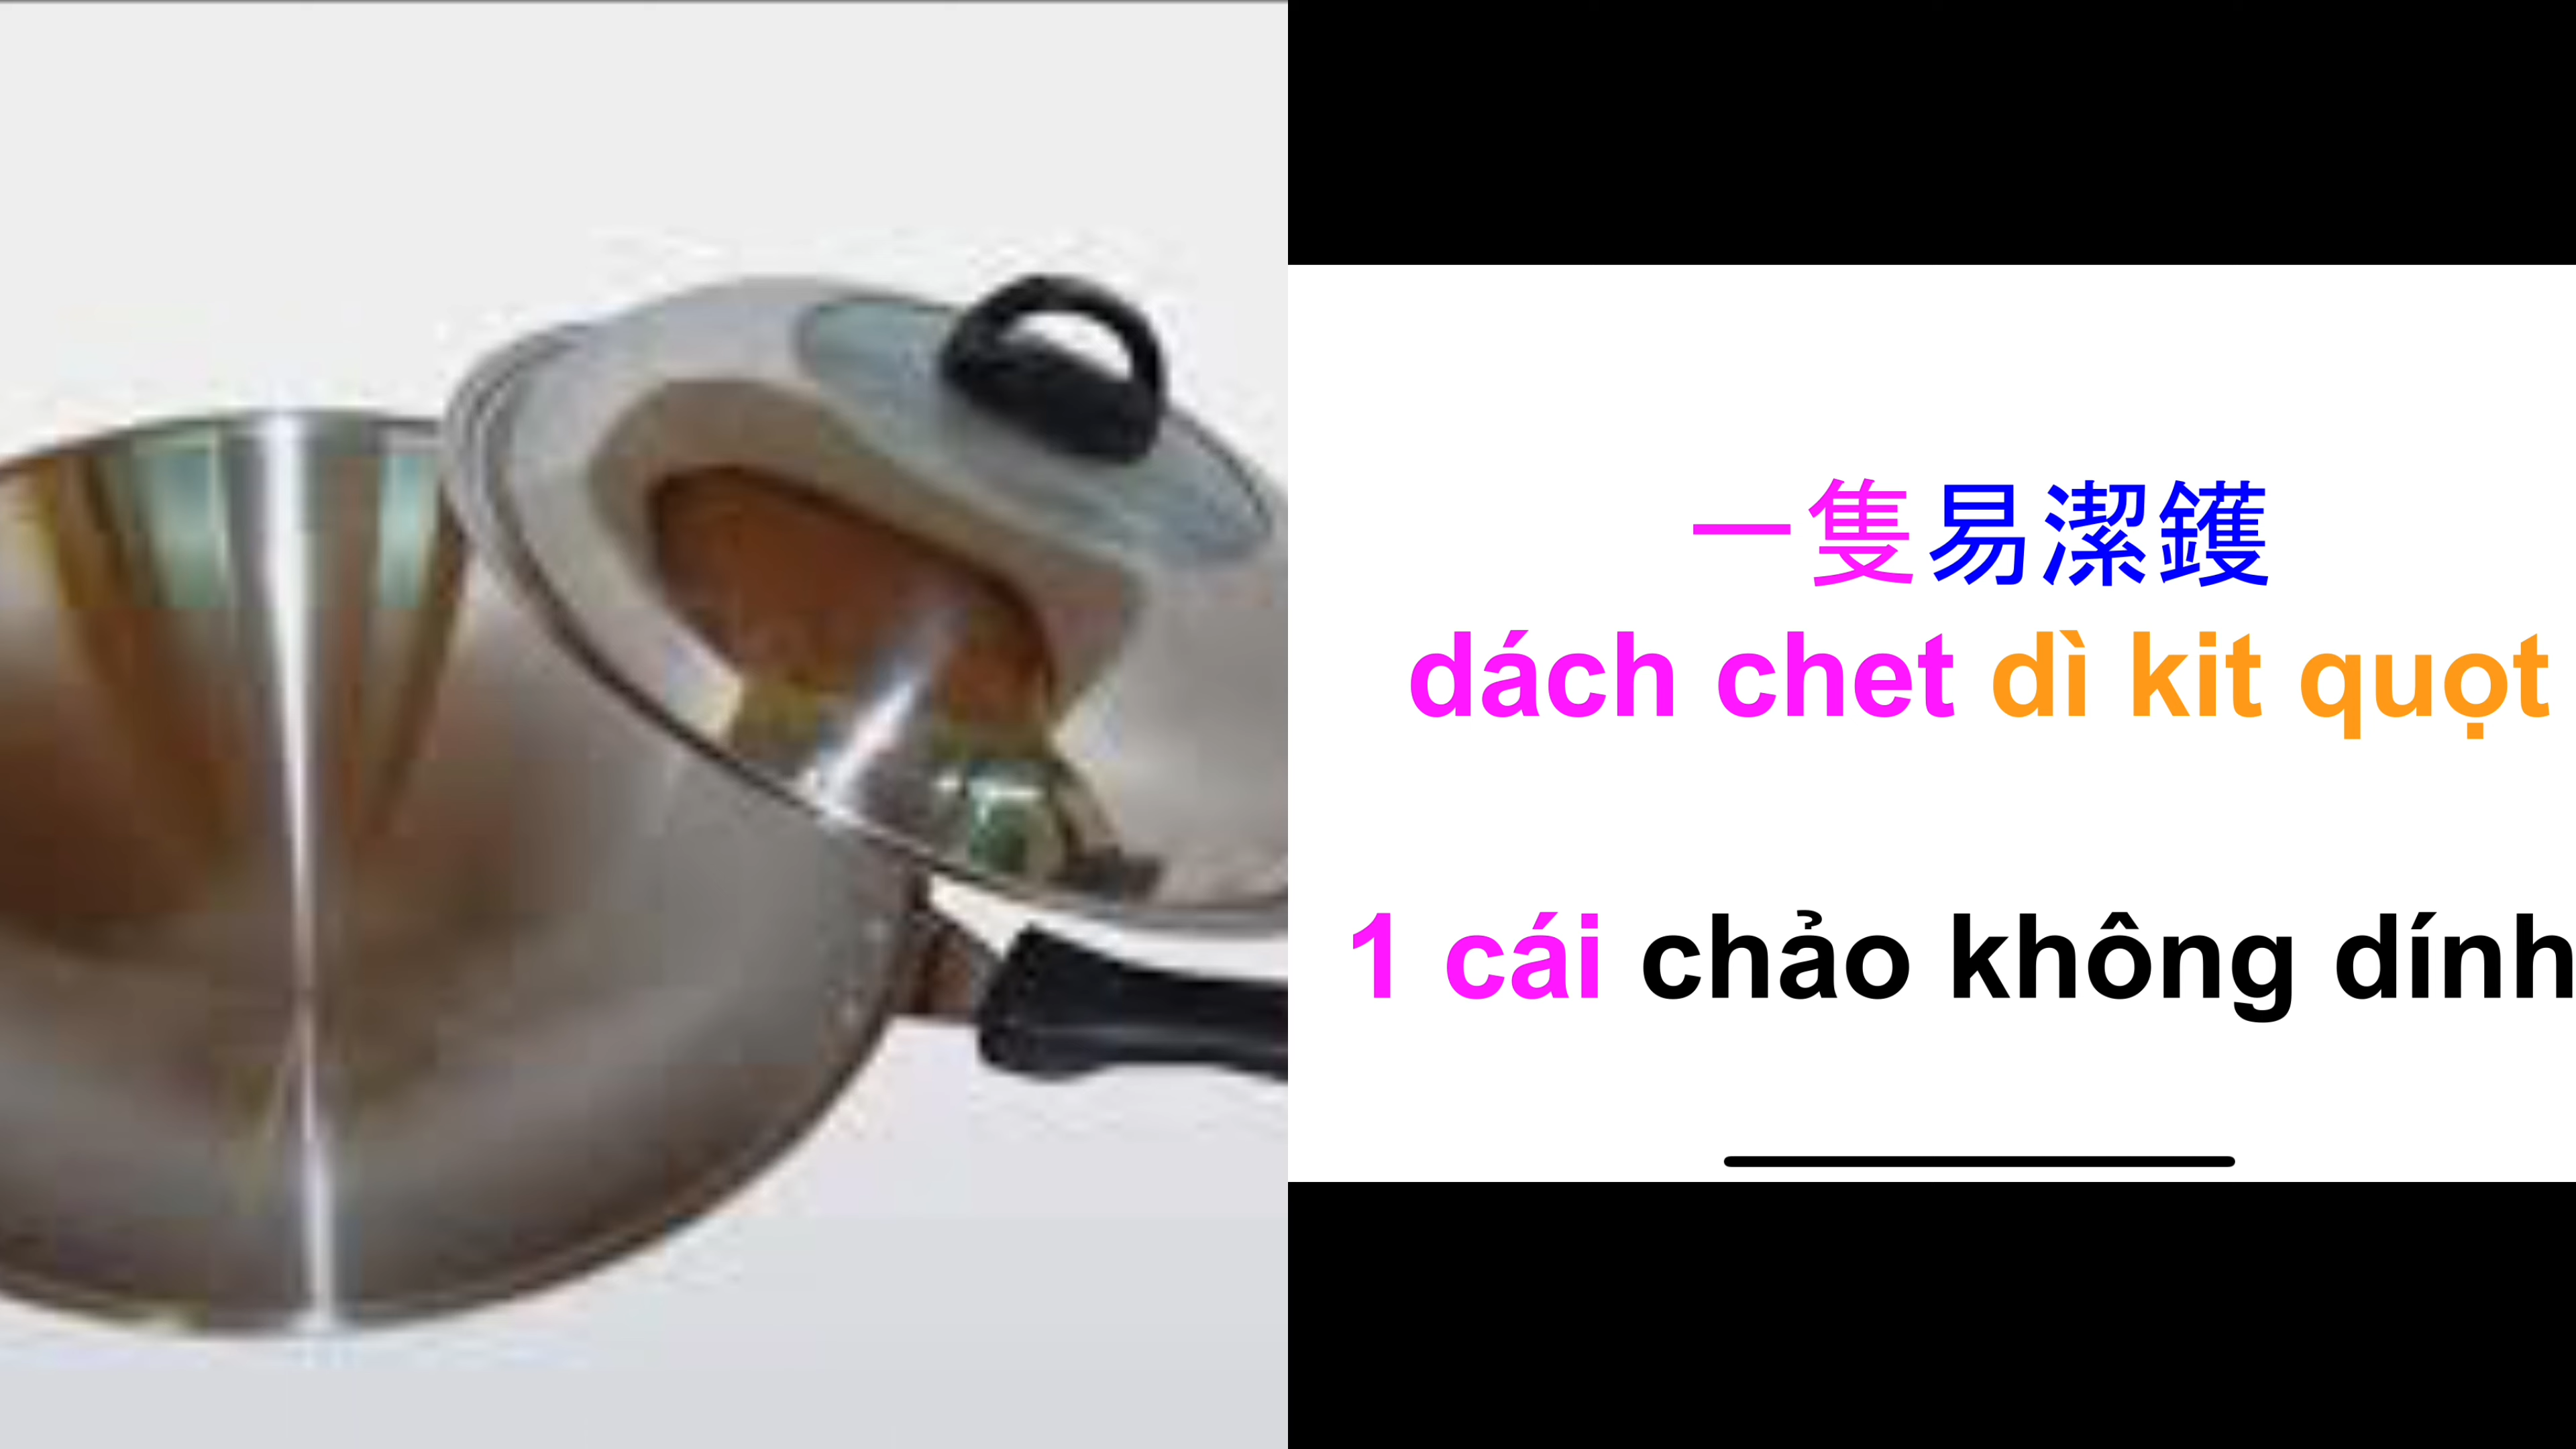 一隻易潔鑊
dách chet dì kit quọt
1 cái chảo không dính